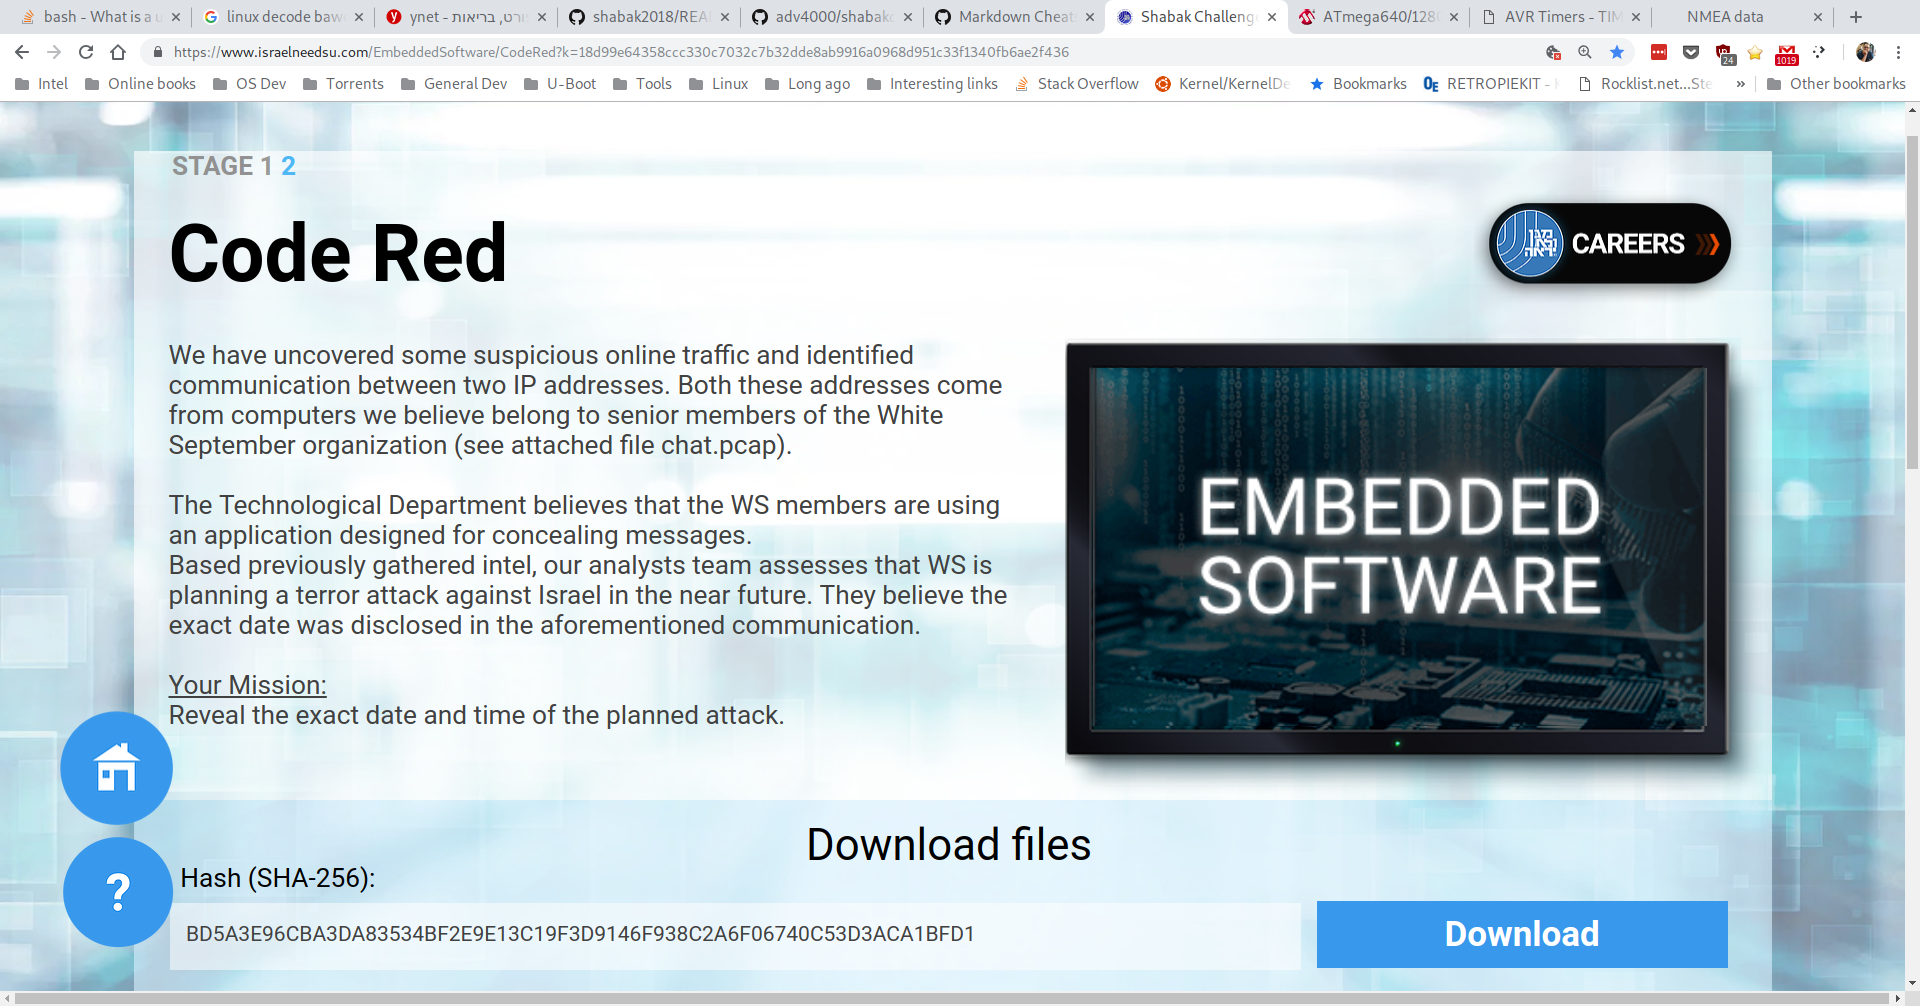 bash - What is a u
linux decode baw
ynet - ורט, בריאות
shabak2018/REA
adv4000/shabak
Markdown Cheat
Shabak Challeng
ATmega640/128
AVR Timers - TIM
NMEA data
https://www.israelneedsu.com/EmbeddedSoftware/CodeRed?k=18d99e64358ccc330c7032c7b32dde8ab9916a0968d951c33f1340fb6ae2f436
24
1019
Intel
Online books
OS Dev
Torrents
General Dev
U-Boot
Tools
Linux
Long ago
Interesting links
Stack Overflow
Kernel/KernelDe
Bookmarks
RETROPIEKIT -
Rocklist.net...Ste
»
Other bookmarks
STAGE 1 2
Code Red
מגן
CAREERS
We have uncovered some suspicious online traffic and identified
communication between two IP addresses. Both these addresses come
from computers we believe belong to senior members of the White
September organization (see attached file chat.pcap).
The Technological Department believes that the WS members are using
an application designed for concealing messages.
Based previously gathered intel, our analysts team assesses that WS is
planning a terror attack against Israel in the near future. They believe the
exact date was disclosed in the aforementioned communication.
Your Mission:
Reveal the exact date and time of the planned attack.
EMBEDDED
SOFTWARE
?
Download files
Hash (SHA-256):
BD5A3E96CBA3DA83534BF2E9E13C19F3D9146F938C2A6F06740C53D3ACA1BFD1
Download